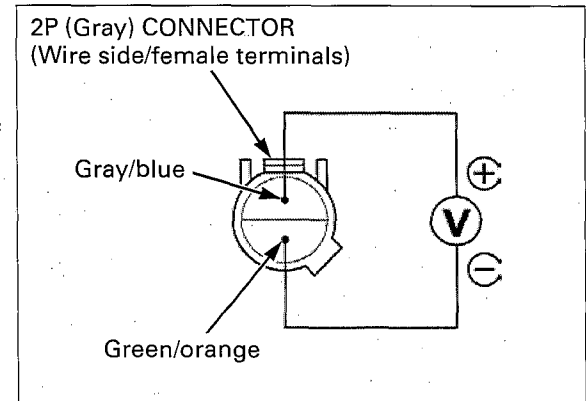 2P (Gray) CONNECTOR
(Wire side/female terminals)
Gray/blue
+
V
−
Green/orange